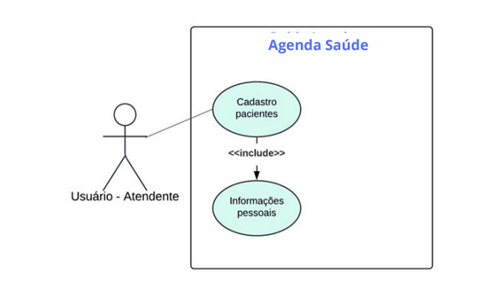 Agenda Saúde
Cadastro
pacientes
<<include>>
Usuário - Atendente
Informações
pessoais